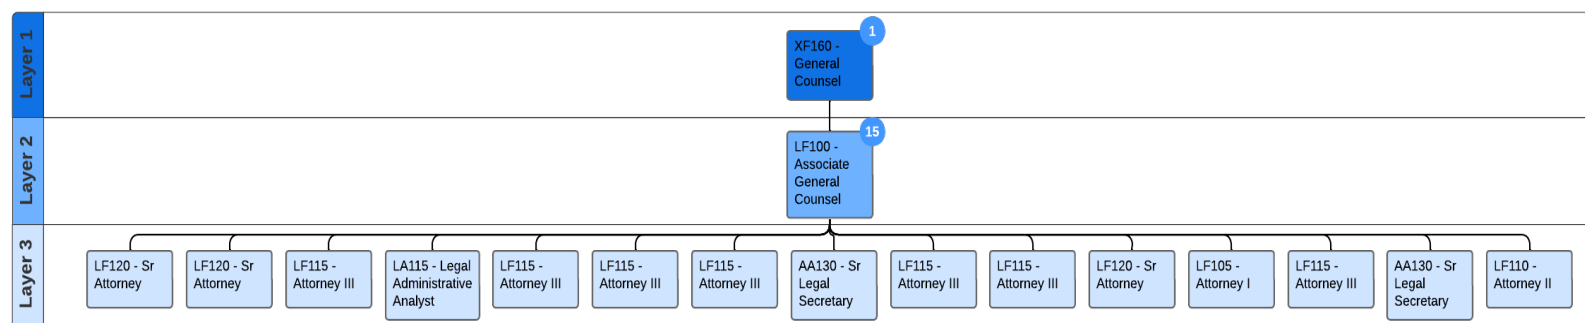 Layer 1
1
XF160 -
General
Counsel
Layer 2
15
LF100 -
Associate
General
Counsel
Layer 3
LF120 - Sr
Attorney
LF120 - Sr
Attorney
LF115 -
Attorney III
LA115 - Legal
Administrative
Analyst
LF115 -
Attorney III
LF115 -
Attorney III
LF115 -
Attorney III
AA130 - Sr
Legal
Secretary
LF115 -
Attorney III
LF115 -
Attorney III
LF120 - Sr
Attorney
LF105 -
Attorney I
LF115 -
Attorney III
AA130 - Sr
Legal
Secretary
LF110 -
Attorney II